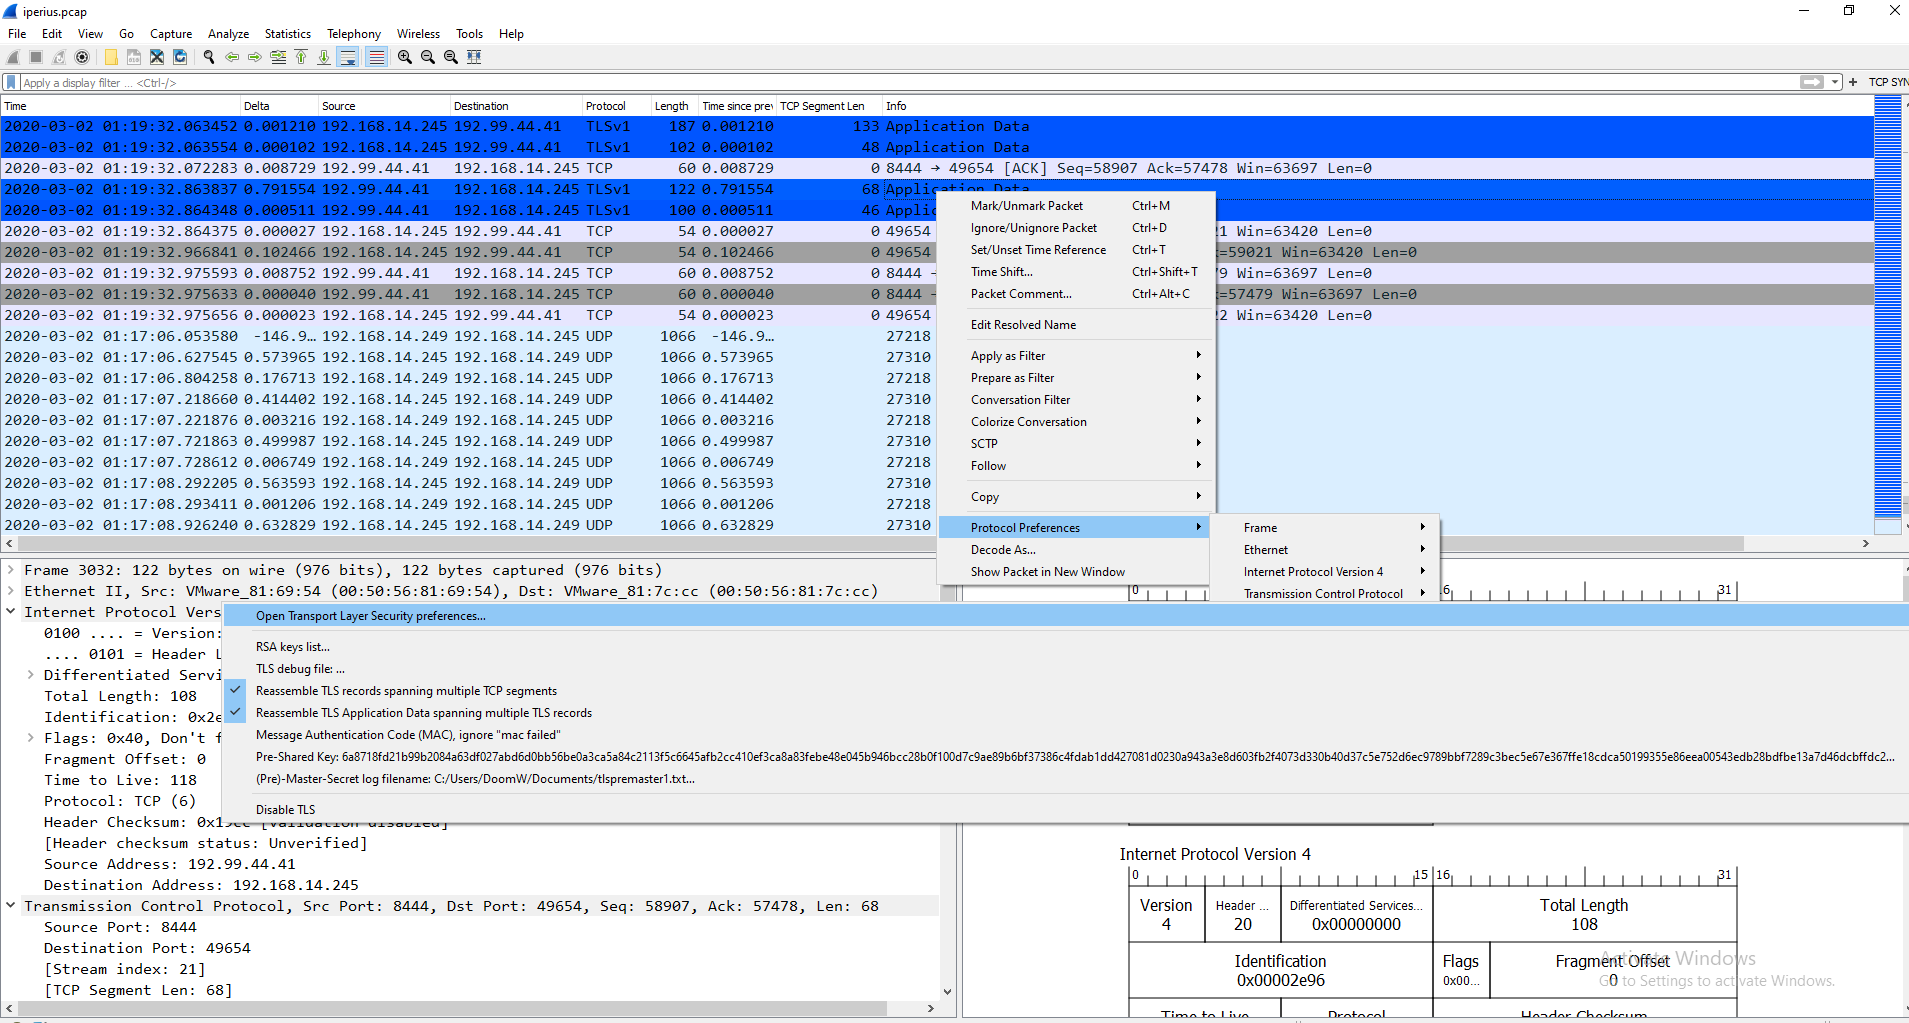 iperius.pcap
File Edit View Go Capture Analyze Statistics Telephony Wireless Tools Help
Apply a display filter ... <Ctrl-/> + TCP SYN
Time Delta Source Destination Protocol Length Time since prev TCP Segment Len Info
2020-03-02 01:19:32.063452 0.001210 192.168.14.245 192.99.44.41 TLSv1 187 0.001210 133 Application Data
2020-03-02 01:19:32.063554 0.000102 192.168.14.245 192.99.44.41 TLSv1 102 0.000102 48 Application Data
2020-03-02 01:19:32.072283 0.008729 192.99.44.41 192.168.14.245 TCP 60 0.008729 0 8444 → 49654 [ACK] Seq=58907 Ack=57478 Win=63697 Len=0
2020-03-02 01:19:32.863837 0.791554 192.99.44.41 192.168.14.245 TLSv1 122 0.791554 68 Application Data
2020-03-02 01:19:32.864348 0.000511 192.99.44.41 192.168.14.245 TLSv1 100 0.000511 46 Applic
2020-03-02 01:19:32.864375 0.000027 192.168.14.245 192.99.44.41 TCP 54 0.000027 0 49654 21 Win=63420 Len=0
2020-03-02 01:19:32.966841 0.102466 192.168.14.245 192.99.44.41 TCP 54 0.102466 0 49654 =59021 Win=63420 Len=0
2020-03-02 01:19:32.975593 0.008752 192.99.44.41 192.168.14.245 TCP 60 0.008752 0 8444 79 Win=63697 Len=0
2020-03-02 01:19:32.975633 0.000040 192.99.44.41 192.168.14.245 TCP 60 0.000040 0 8444 =57479 Win=63697 Len=0
2020-03-02 01:19:32.975656 0.000023 192.168.14.245 192.99.44.41 TCP 54 0.000023 0 49654 22 Win=63420 Len=0
2020-03-02 01:17:06.053580 -146.9… 192.168.14.249 192.168.14.245 UDP 1066 -146.9… 27218
2020-03-02 01:17:06.627545 0.573965 192.168.14.245 192.168.14.249 UDP 1066 0.573965 27310
2020-03-02 01:17:06.804258 0.176713 192.168.14.249 192.168.14.245 UDP 1066 0.176713 27218
2020-03-02 01:17:07.218660 0.414402 192.168.14.245 192.168.14.249 UDP 1066 0.414402 27310
2020-03-02 01:17:07.221876 0.003216 192.168.14.249 192.168.14.245 UDP 1066 0.003216 27218
2020-03-02 01:17:07.721863 0.499987 192.168.14.245 192.168.14.249 UDP 1066 0.499987 27310
2020-03-02 01:17:07.728612 0.006749 192.168.14.249 192.168.14.245 UDP 1066 0.006749 27218
2020-03-02 01:17:08.292205 0.563593 192.168.14.245 192.168.14.249 UDP 1066 0.563593 27310
2020-03-02 01:17:08.293411 0.001206 192.168.14.249 192.168.14.245 UDP 1066 0.001206 27218
2020-03-02 01:17:08.926240 0.632829 192.168.14.245 192.168.14.249 UDP 1066 0.632829 27310
Mark/Unmark Packet Ctrl+M
Ignore/Unignore Packet Ctrl+D
Set/Unset Time Reference Ctrl+T
Time Shift... Ctrl+Shift+T
Packet Comment... Ctrl+Alt+C
Edit Resolved Name
Apply as Filter
Prepare as Filter
Conversation Filter
Colorize Conversation
SCTP
Follow
Copy
Protocol Preferences
Decode As...
Show Packet in New Window
Frame
Ethernet
Internet Protocol Version 4
Transmission Control Protocol
Open Transport Layer Security preferences...
RSA keys list...
TLS debug file: ...
Reassemble TLS records spanning multiple TCP segments
Reassemble TLS Application Data spanning multiple TLS records
Message Authentication Code (MAC), ignore "mac failed"
Pre-Shared Key: 6a8718fd21b99b2084a63df027abd6d0bb56be0a3ca5a84c2113f5c6645afb2cc410ef3ca8a83febe48e045b946bcc28b0f100d7c9ae89b6bf37386c4fdab1dd427081d0230a943a3e8d603fb2f4073d330b40d37c5e752d6ec9789bbf7289c3bec5e67e367ffe18cdca50199355e86eea00543edb28bdfbe13a7d46dcbffdc2...
(Pre)-Master-Secret log filename: C:/Users/DoomW/Documents/tlspremaster1.txt...
Disable TLS
Frame 3032: 122 bytes on wire (976 bits), 122 bytes captured (976 bits)
Ethernet II, Src: VMware_81:69:54 (00:50:56:81:69:54), Dst: VMware_81:7c:cc (00:50:56:81:7c:cc)
Internet Protocol Vers
0100 .... = Version:
.... 0101 = Header L
Differentiated Servi
Total Length: 108
Identification: 0x2e
Flags: 0x40, Don't f
Fragment Offset: 0
Time to Live: 118
Protocol: TCP (6)
Header Checksum: 0x19cc [validation disabled]
[Header checksum status: Unverified]
Source Address: 192.99.44.41
Destination Address: 192.168.14.245
Transmission Control Protocol, Src Port: 8444, Dst Port: 49654, Seq: 58907, Ack: 57478, Len: 68
Source Port: 8444
Destination Port: 49654
[Stream index: 21]
[TCP Segment Len: 68]
0 16 31
Internet Protocol Version 4
0 15 16 31
Version Header ... Differentiated Services... Total Length
4 20 0x00000000 108
Identification Flags Fragment Offset
0x00002e96 0x00... 0
Time to Live Protocol Header Checksum
Activate Windows
Go to Settings to activate Windows.